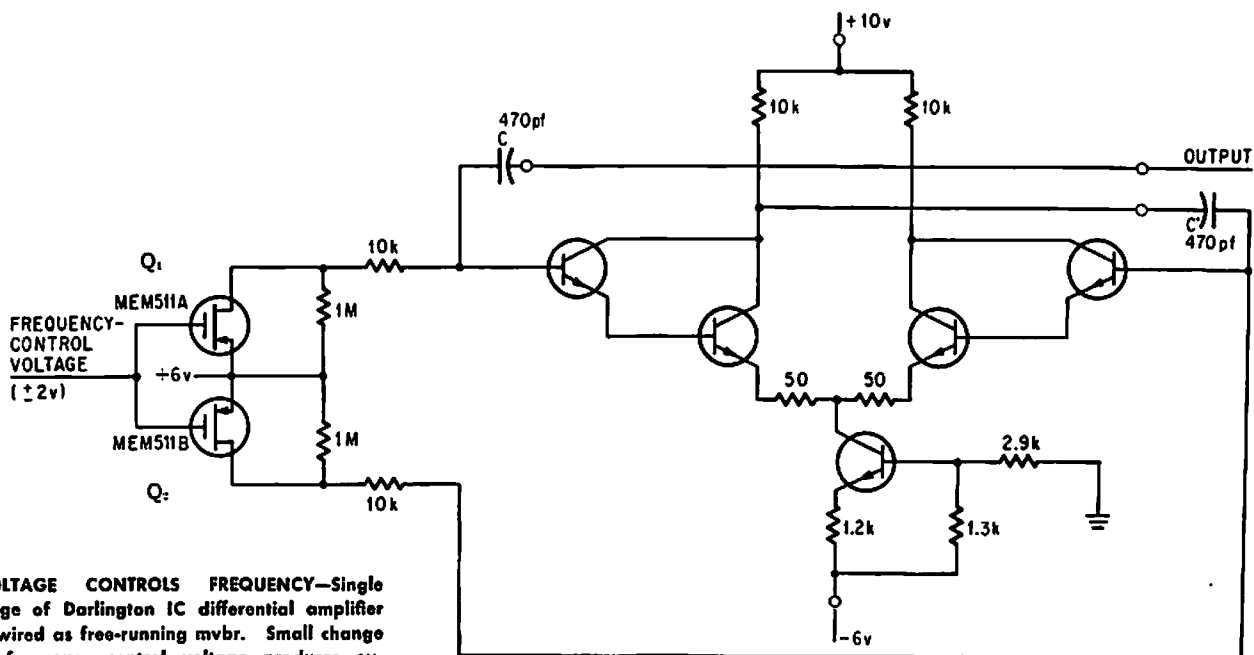 +10v
10k
10k
470pf
C
OUTPUT
C'
470pf
10k
Q₁
MEM511A
1M
FREQUENCY-
CONTROL
VOLTAGE
(±2v)
+6v
50
50
MEM511B
1M
2.9k
Q₂
10k
1.2k
1.3k
-6v
OLTAGE CONTROLS FREQUENCY—Single
ge of Darlington IC differential amplifier
wired as free-running mvbr. Small change